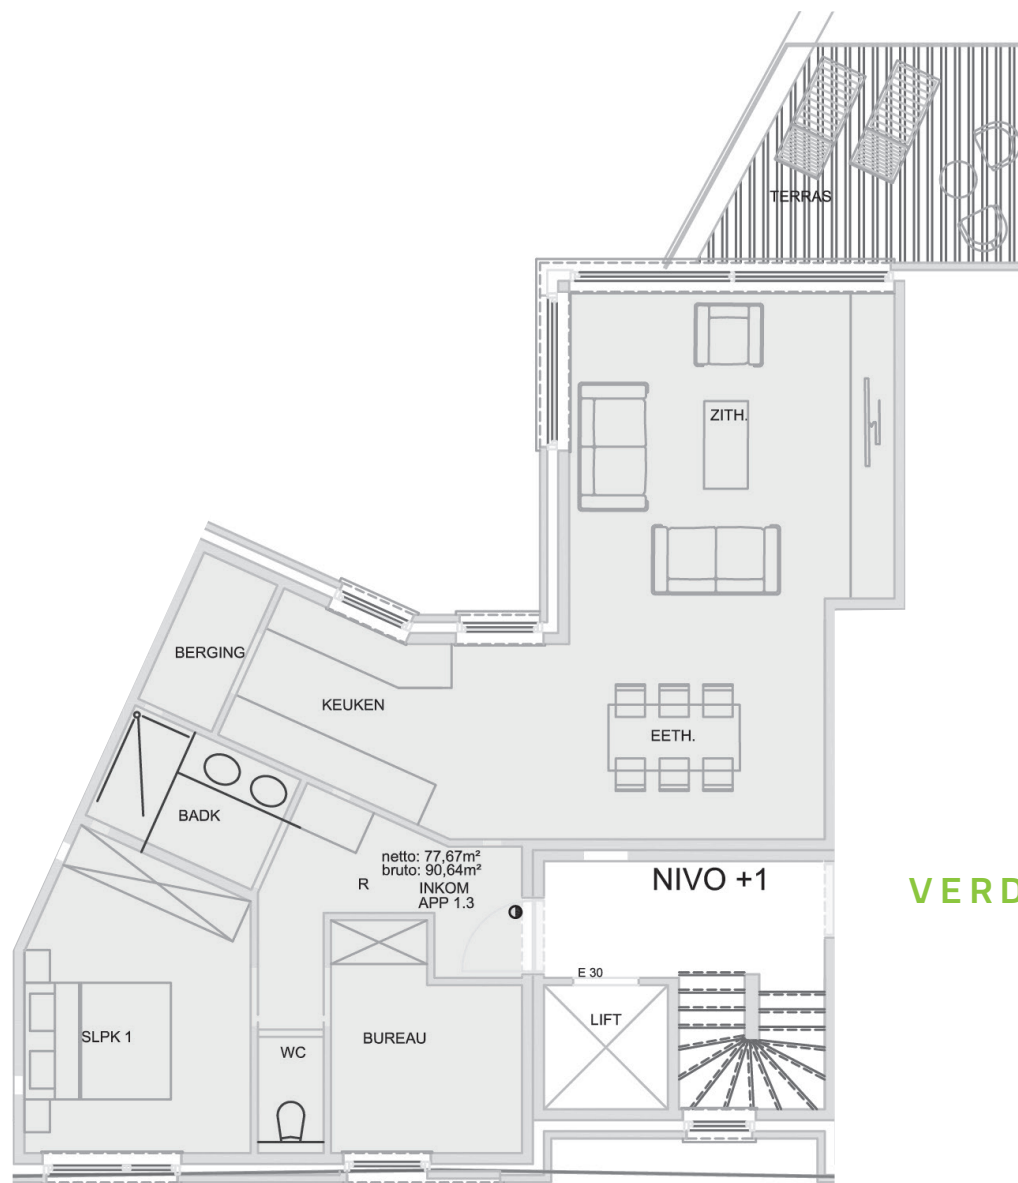 TERRAS
ZITH.
BERGING
KEUKEN
EETH.
BADK
netto: 77,67m²
bruto: 90,64m²
R
INKOM
APP 1.3
NIVO +1
VERD
E 30
LIFT
SLPK 1
WC
BUREAU